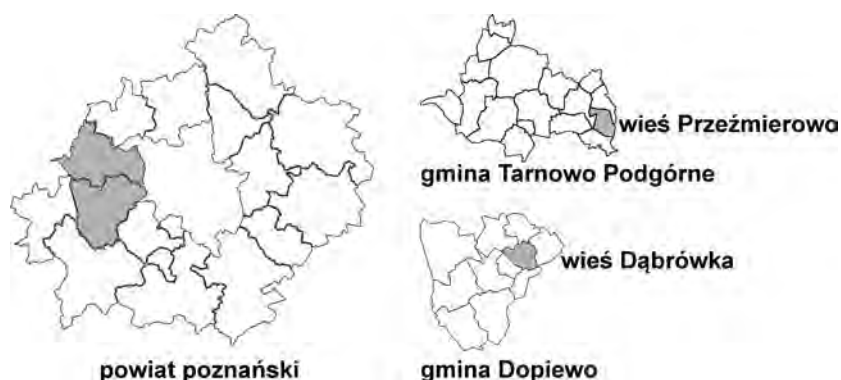 wieś Przeźmierowo
gmina Tarnowo Podgórne
wieś Dąbrówka
powiat poznański
gmina Dopiewo